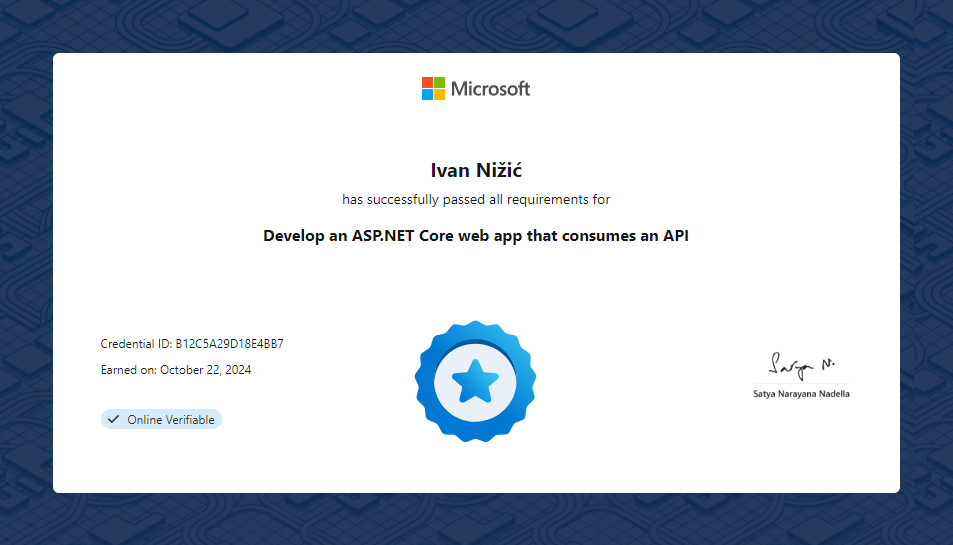 Microsoft
Ivan Nižić
has successfully passed all requirements for
Develop an ASP.NET Core web app that consumes an API
Credential ID: B12C5A29D18E4BB7
Earned on: October 22, 2024
Online Verifiable
Satya N.
Satya Narayana Nadella